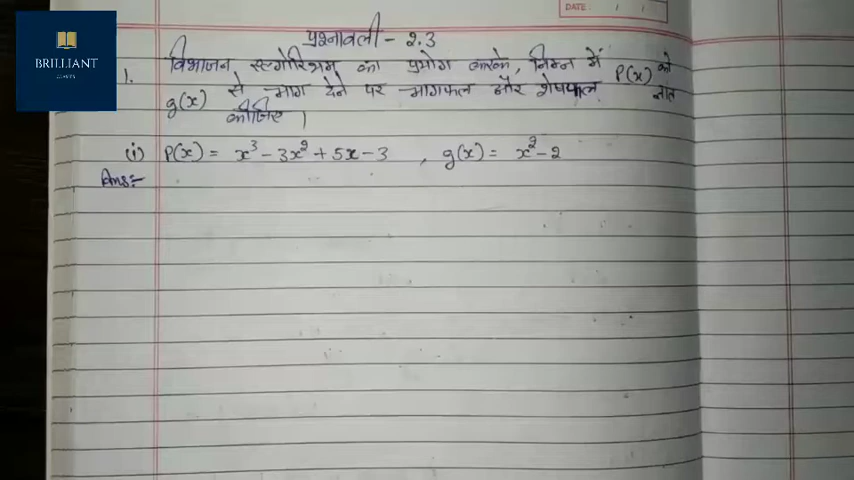 DATE: / /
BRILLIANT
प्रश्नावली - 2.3
1. विभाजन एल्गोरिथ्म का प्रयोग करके, निम्न में P(x) को
g(x) से भाग देने पर भागफल और शेषफल ज्ञात
कीजिए।
(i) P(x) = x³ - 3x² + 5x - 3 , g(x) = x² - 2
Ans:-